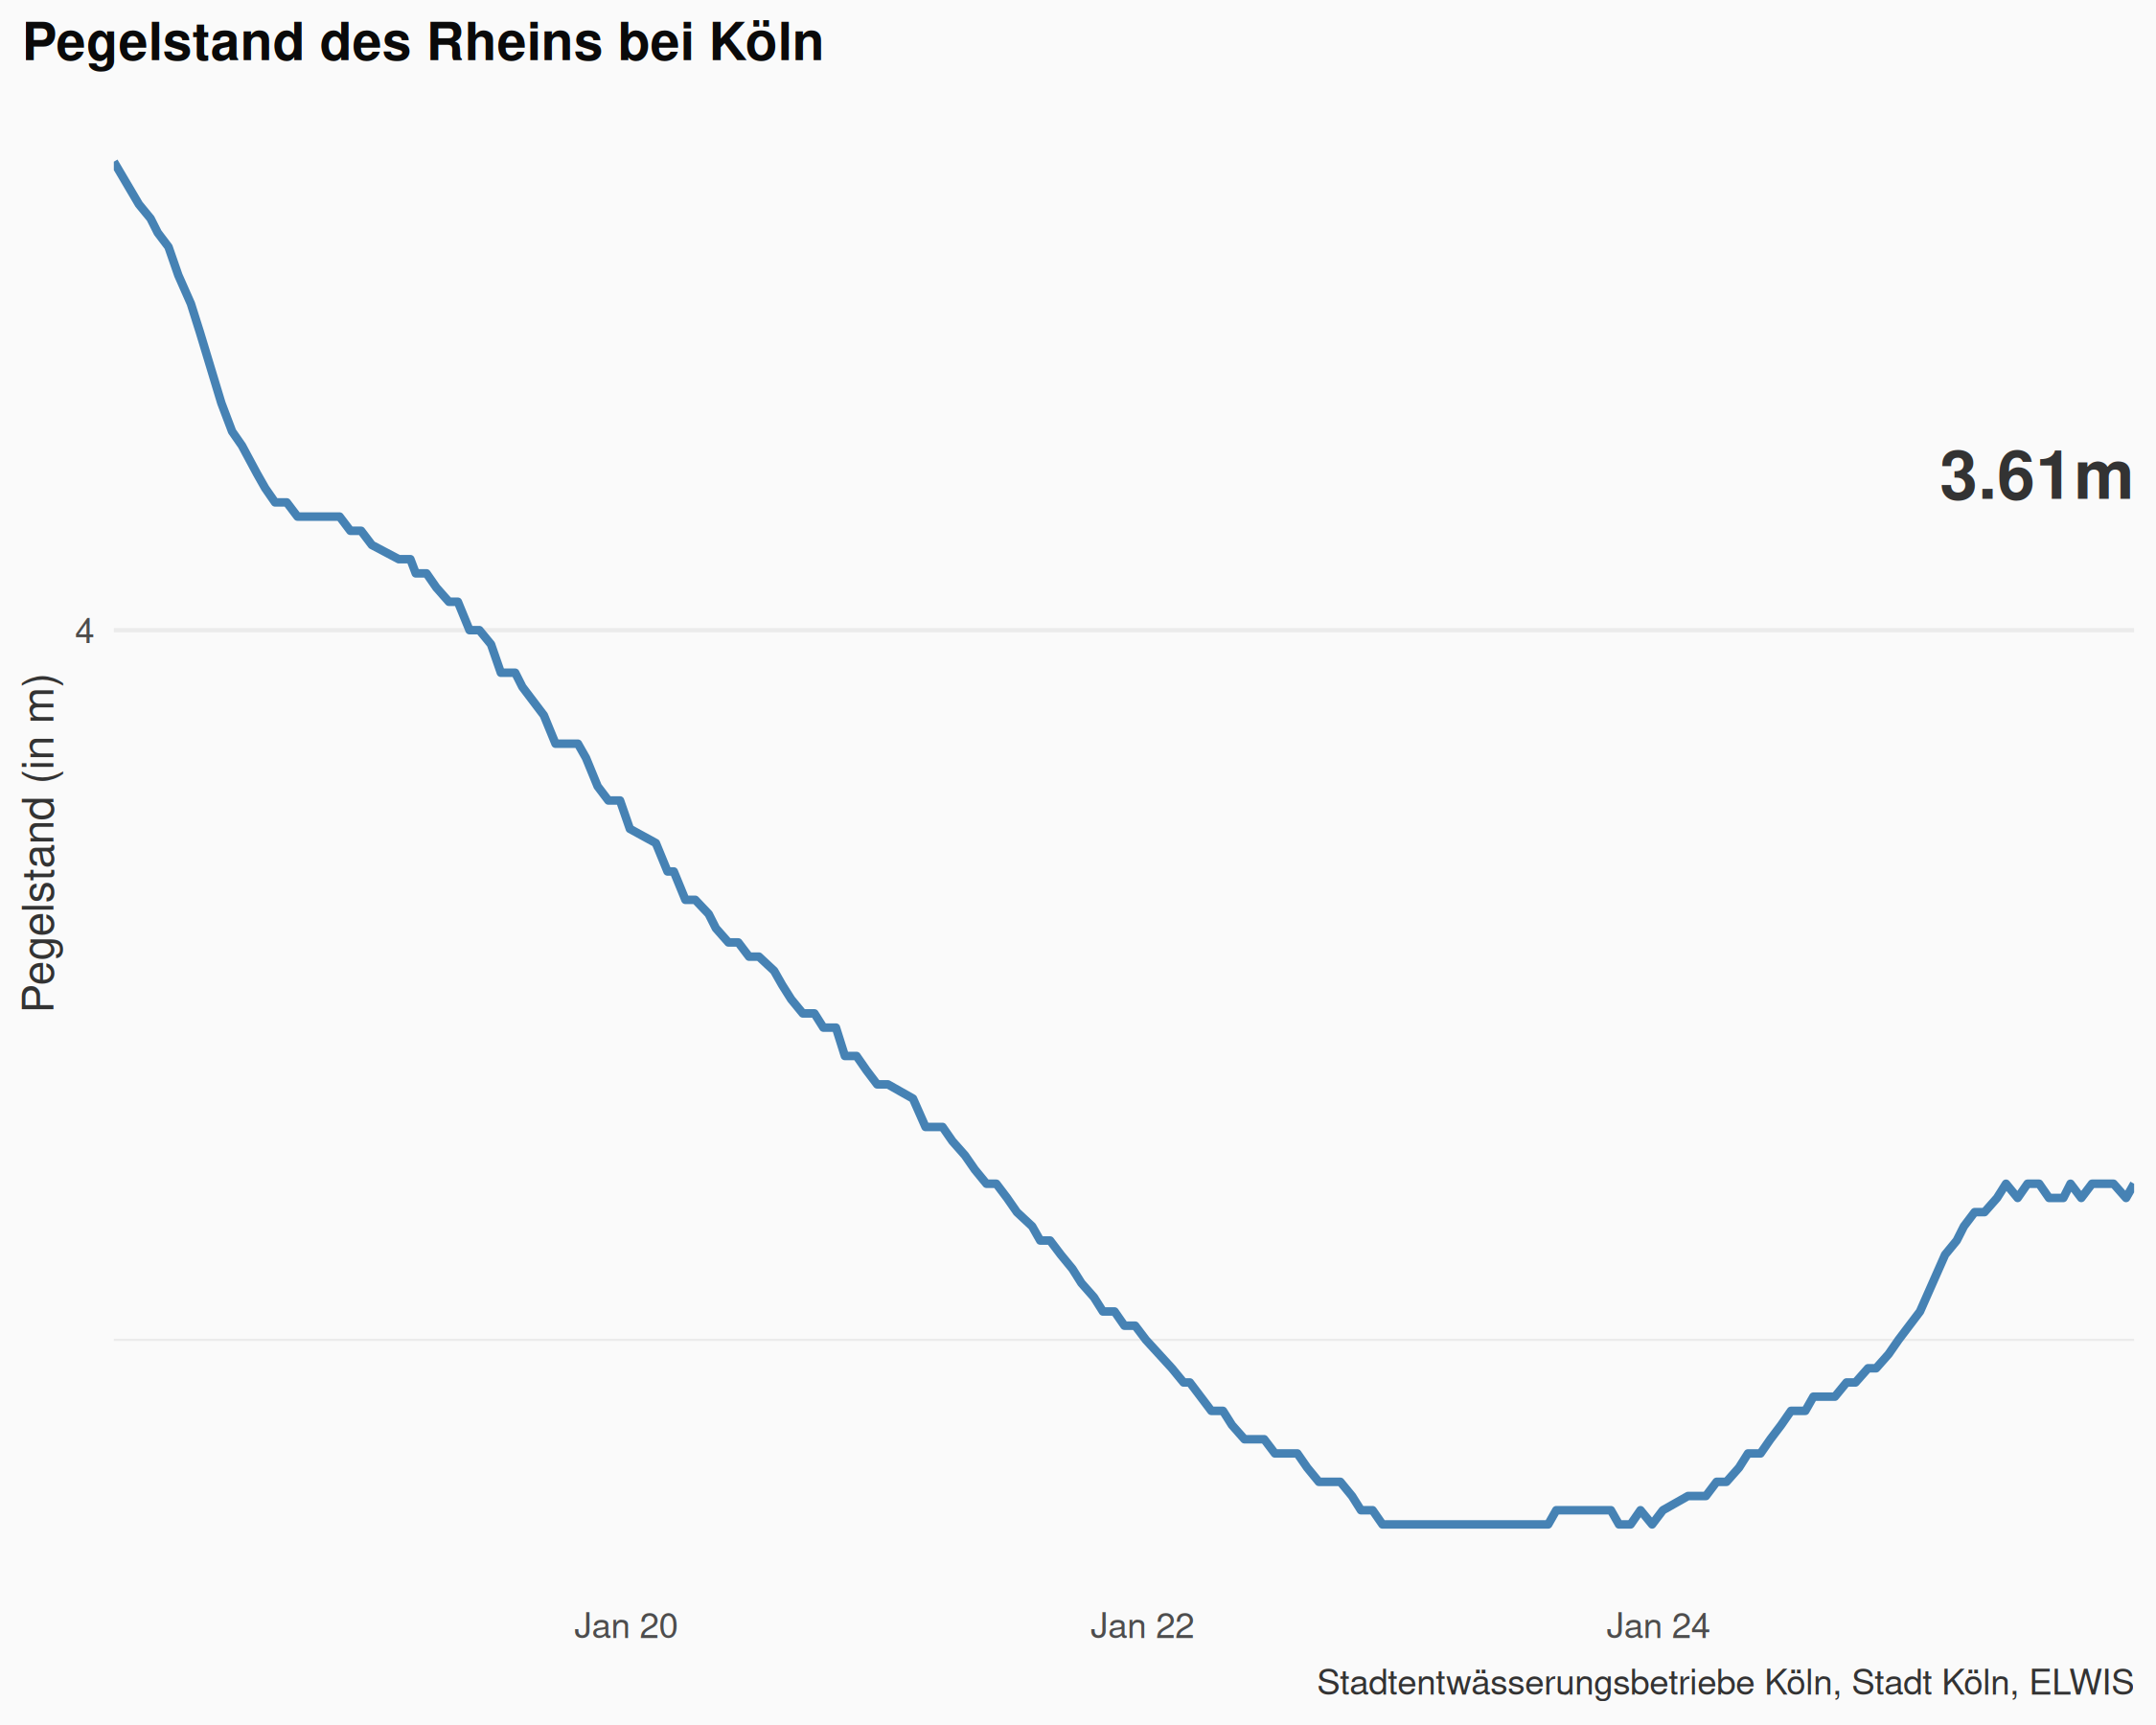 Pegelstand des Rheins bei Köln
3.61m
4
Pegelstand (in m)
Jan 20
Jan 22
Jan 24
Stadtentwässerungsbetriebe Köln, Stadt Köln, ELWIS